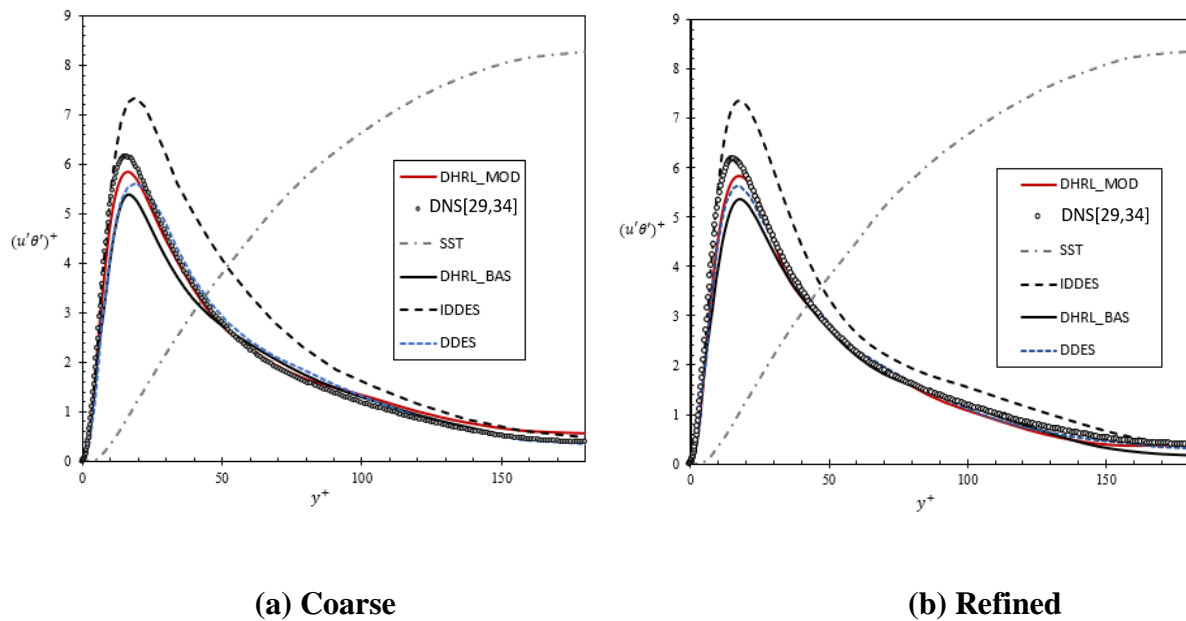 9
8
7
6
5
4
3
2
1
0
(u′θ′)⁺
0
50
100
150
y⁺
DHRL_MOD
DNS[29,34]
SST
DHRL_BAS
IDDES
DDES
(a) Coarse
9
8
7
6
5
4
3
2
1
0
(u′θ′)⁺
0
50
100
150
y⁺
DHRL_MOD
DNS[29,34]
SST
IDDES
DHRL_BAS
DDES
(b) Refined